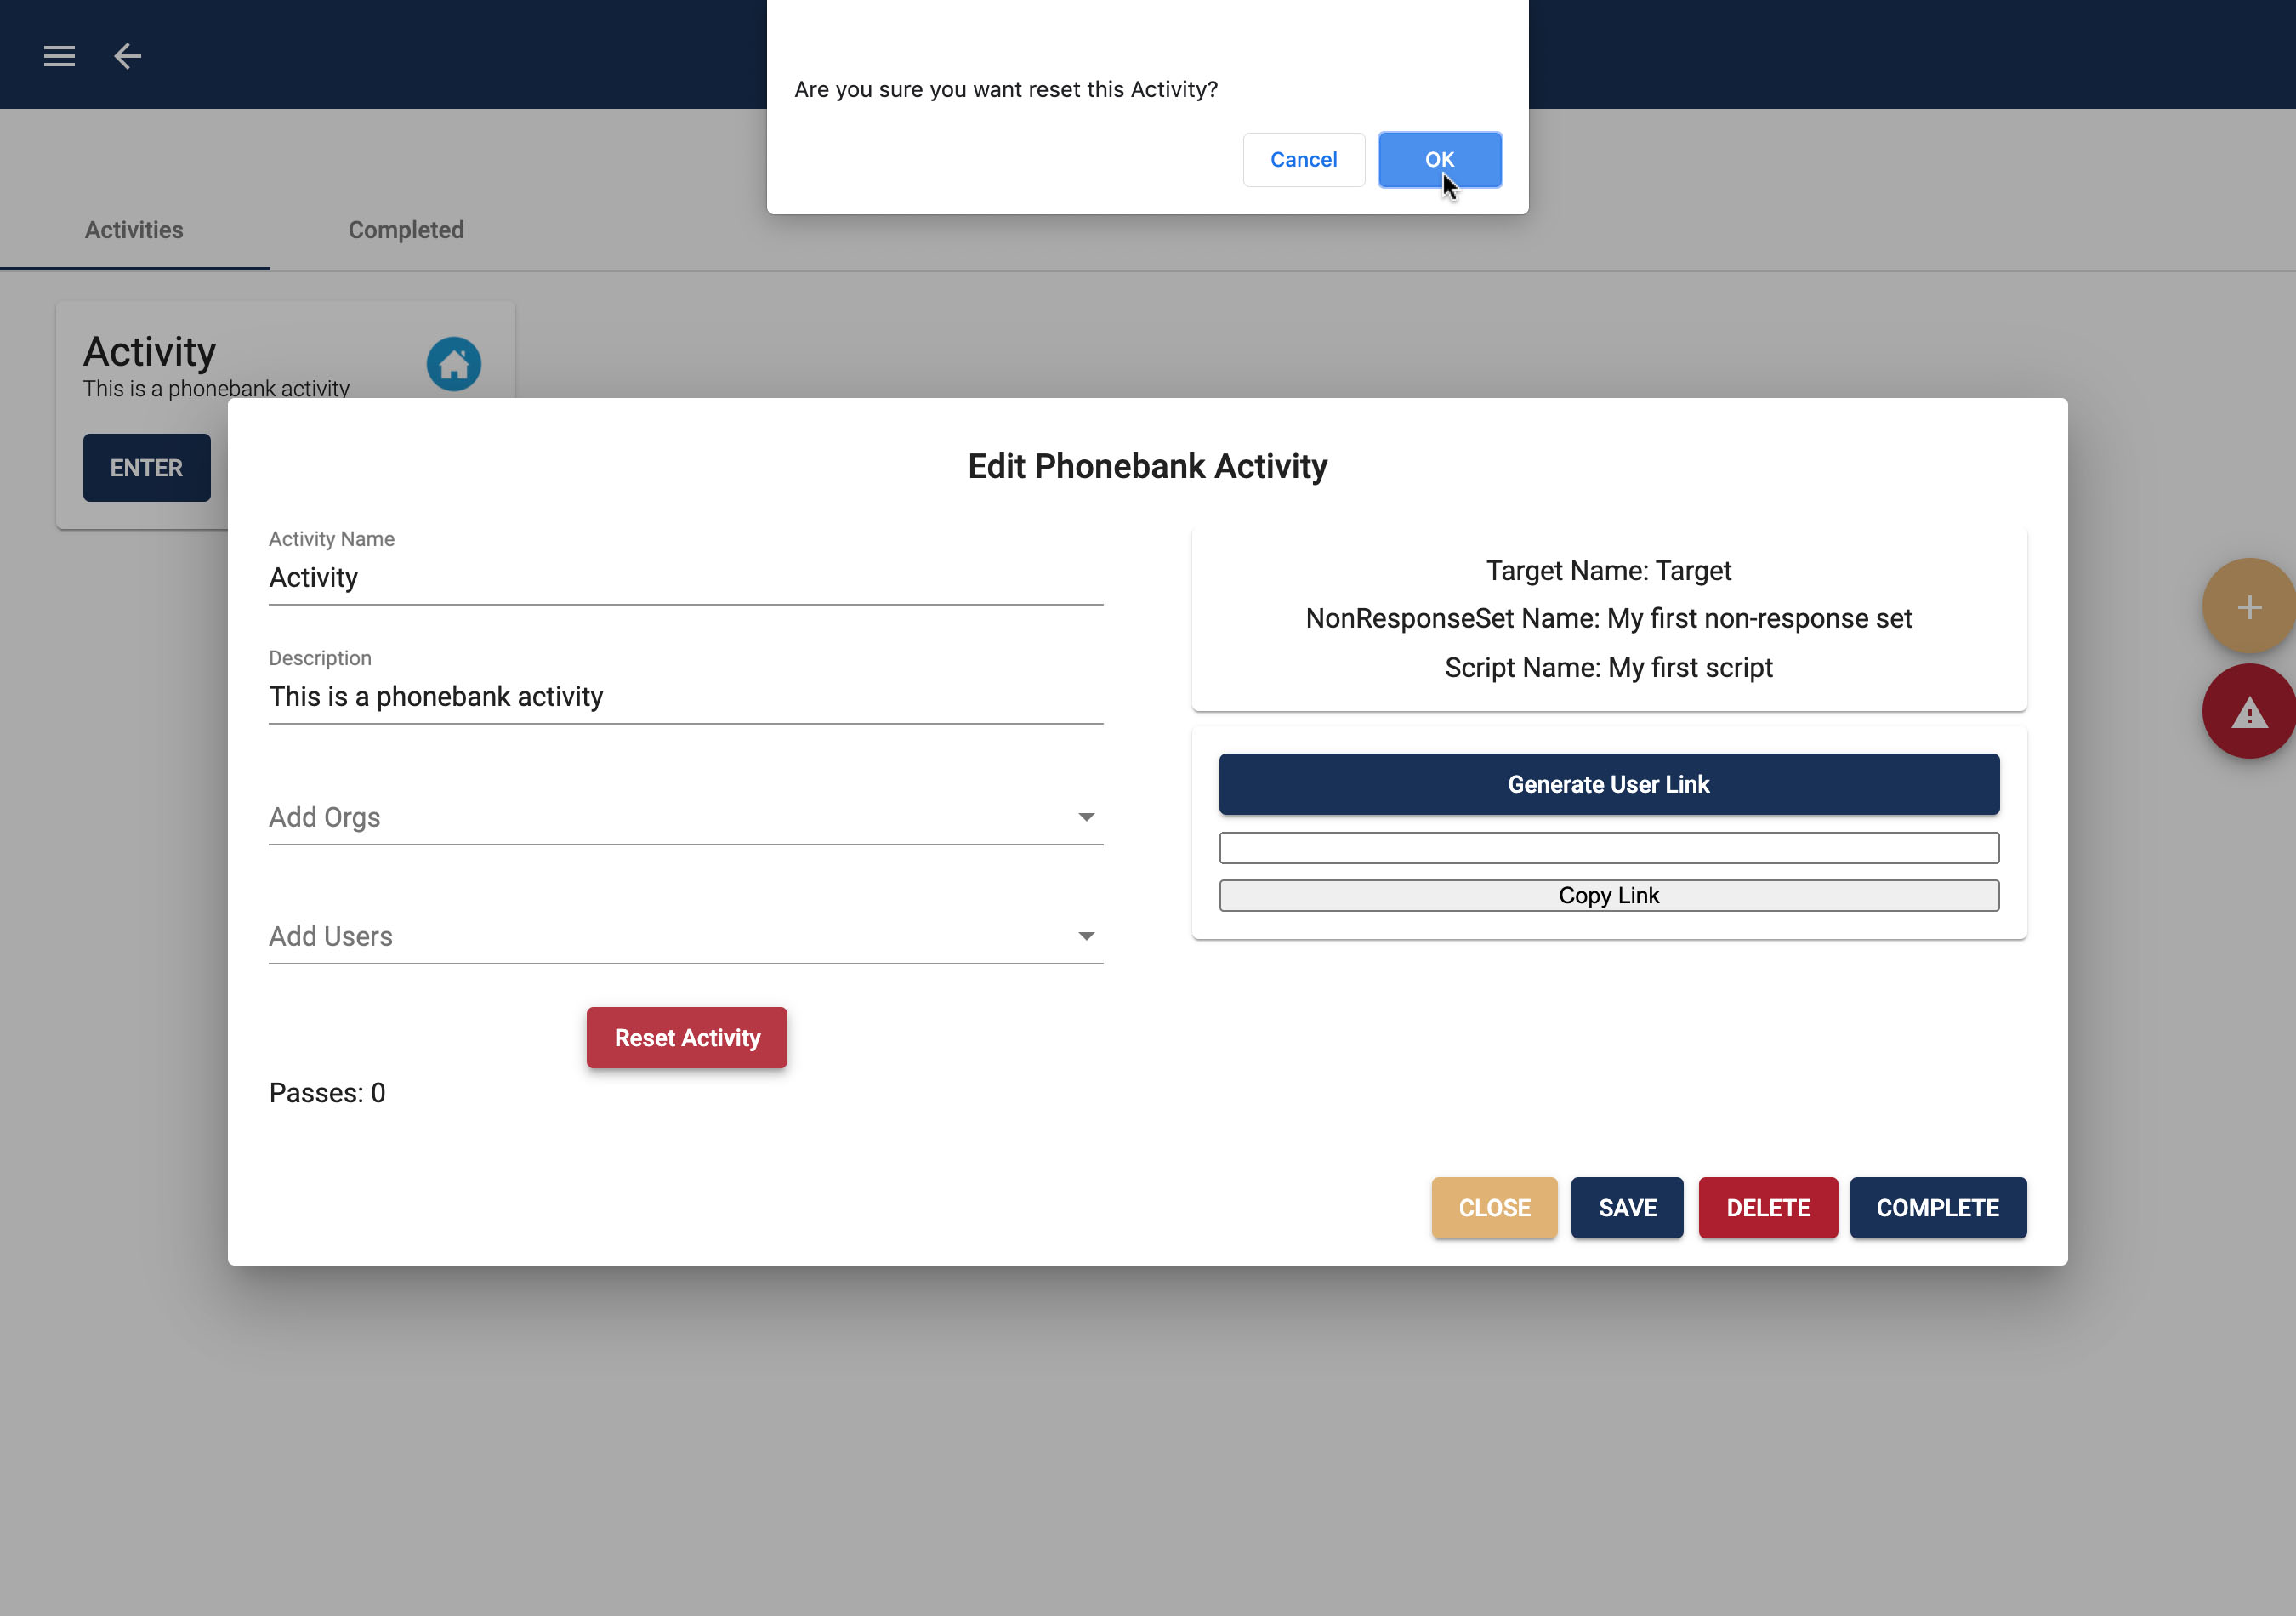 Are you sure you want reset this Activity?
Cancel
OK
Activities
Completed
Activity
This is a phonebank activity
ENTER
Edit Phonebank Activity
Activity Name
Activity
Description
This is a phonebank activity
Add Orgs
Add Users
Reset Activity
Passes: 0
Target Name: Target
NonResponseSet Name: My first non-response set
Script Name: My first script
Generate User Link
Copy Link
CLOSE
SAVE
DELETE
COMPLETE